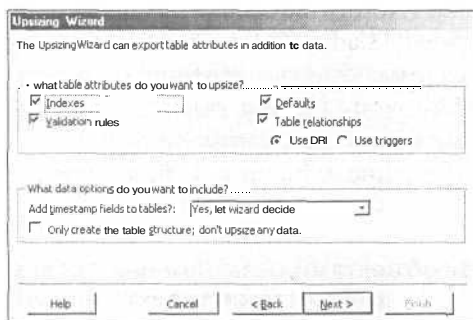 Upsizing Wizard
The Upsizing Wizard can export table attributes in addition tc data.
what table attributes do you want to upsize?
Indexes
Defaults
Validation rules
Table relationships
Use DRI
Use triggers
What data options do you want to include?
Add timestamp fields to tables?:
Yes, let wizard decide
Only create the table structure; don't upsize any data.
Help
Cancel
< Back
Next >
Finish